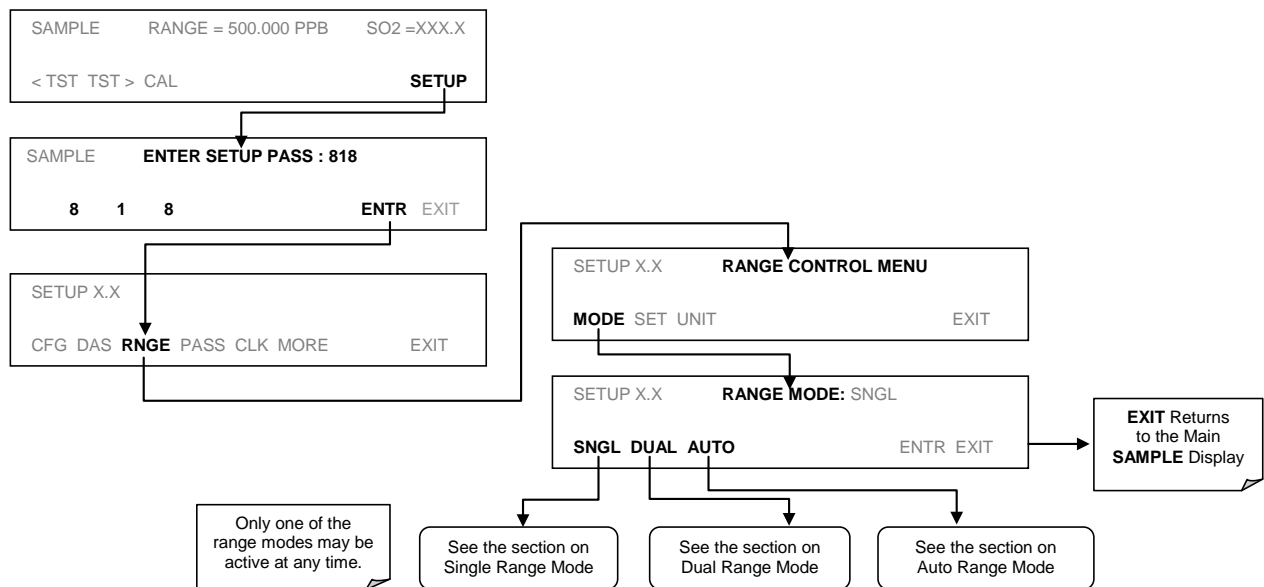 SAMPLE RANGE = 500.000 PPB SO2 =XXX.X
< TST TST > CAL SETUP
SAMPLE ENTER SETUP PASS : 818
8 1 8 ENTR EXIT
SETUP X.X
CFG DAS RNGE PASS CLK MORE EXIT
SETUP X.X RANGE CONTROL MENU
MODE SET UNIT EXIT
SETUP X.X RANGE MODE: SNGL
SNGL DUAL AUTO ENTR EXIT
EXIT Returns
to the Main
SAMPLE Display
Only one of the
range modes may be
active at any time.
See the section on
Single Range Mode
See the section on
Dual Range Mode
See the section on
Auto Range Mode